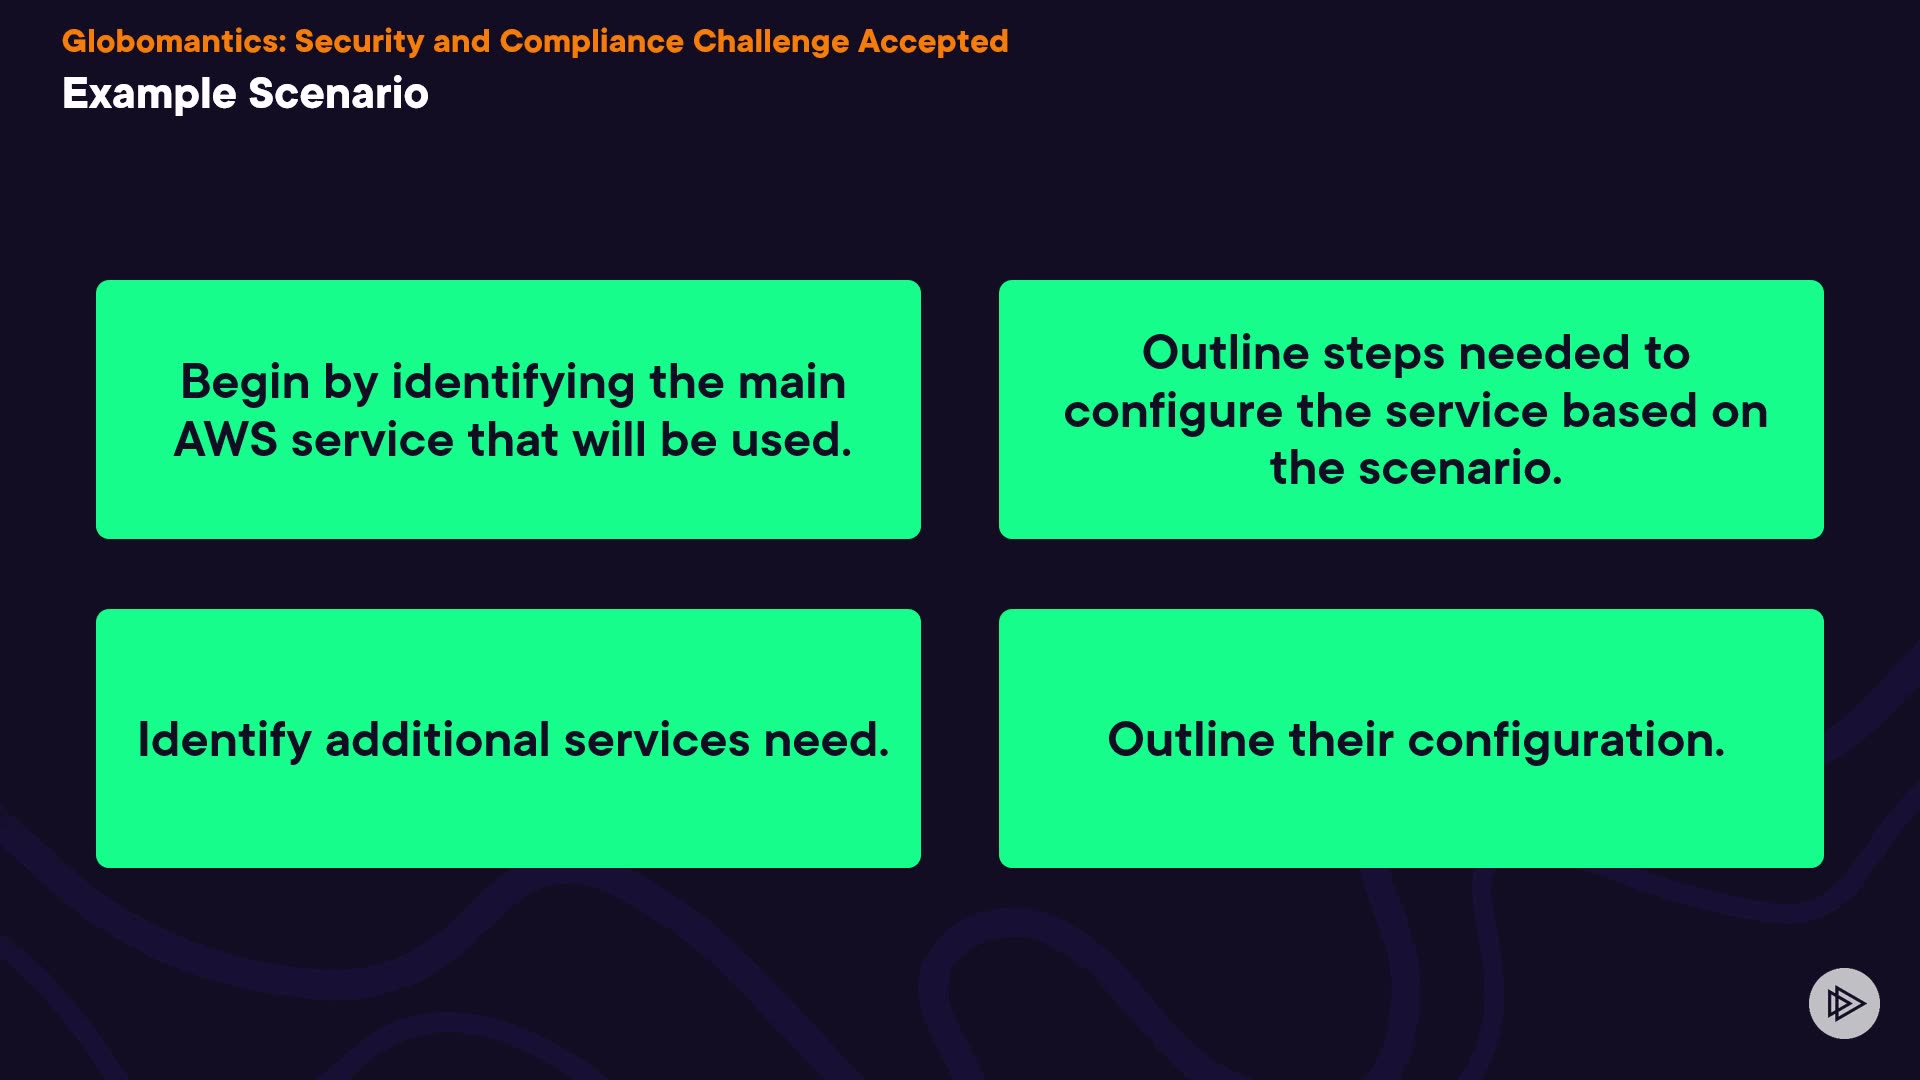 Globomantics: Security and Compliance Challenge Accepted
Example Scenario
Begin by identifying the main
AWS service that will be used.
Outline steps needed to
configure the service based on
the scenario.
Identify additional services need.
Outline their configuration.